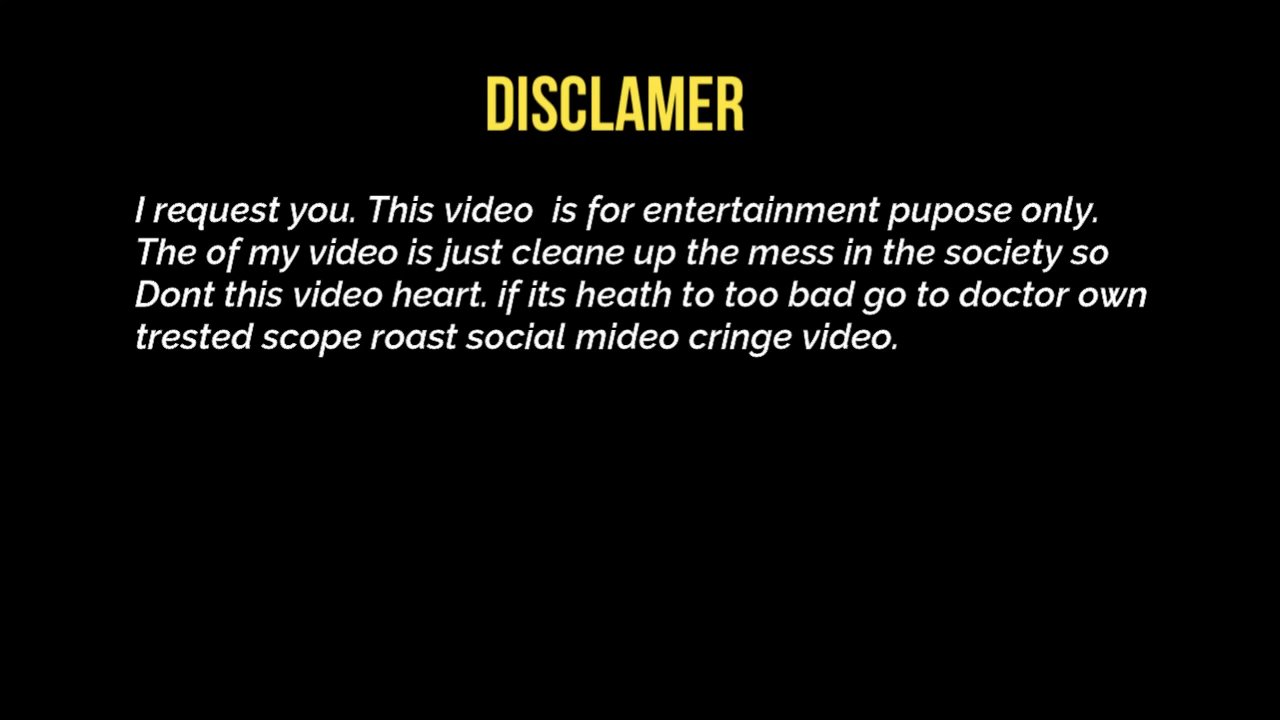 DISCLAMER
I request you. This video is for entertainment pupose only.
The of my video is just cleane up the mess in the society so
Dont this video heart. if its heath to too bad go to doctor own
trested scope roast social mideo cringe video.